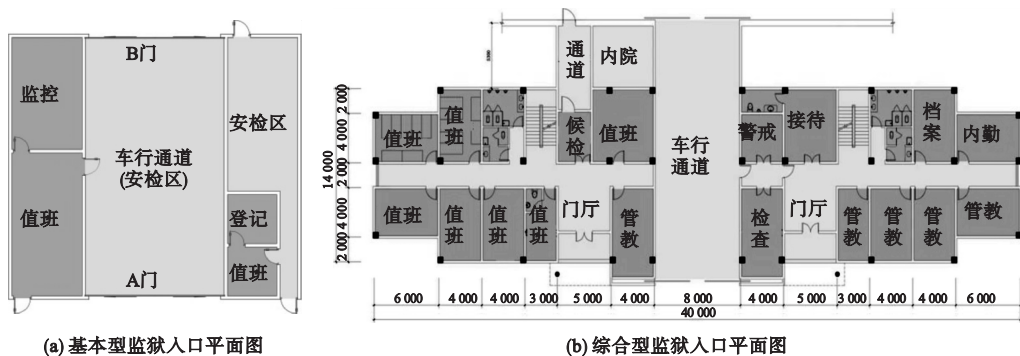 B门
监控
安检区
车行通道
(安检区)
值班
登记
值班
A门
(a) 基本型监狱入口平面图
通道
内院
值班
值班
候检
值班
车行
通道
警戒
接待
档案
内勤
值班
值班
值班
值班
门厅
管教
检查
门厅
管教
管教
管教
管教
2 000
4 000
2 000
4 000
2 000
14 000
6 000
4 000
4 000
3 000
5 000
4 000
8 000
4 000
5 000
3 000
4 000
4 000
6 000
40 000
(b) 综合型监狱入口平面图